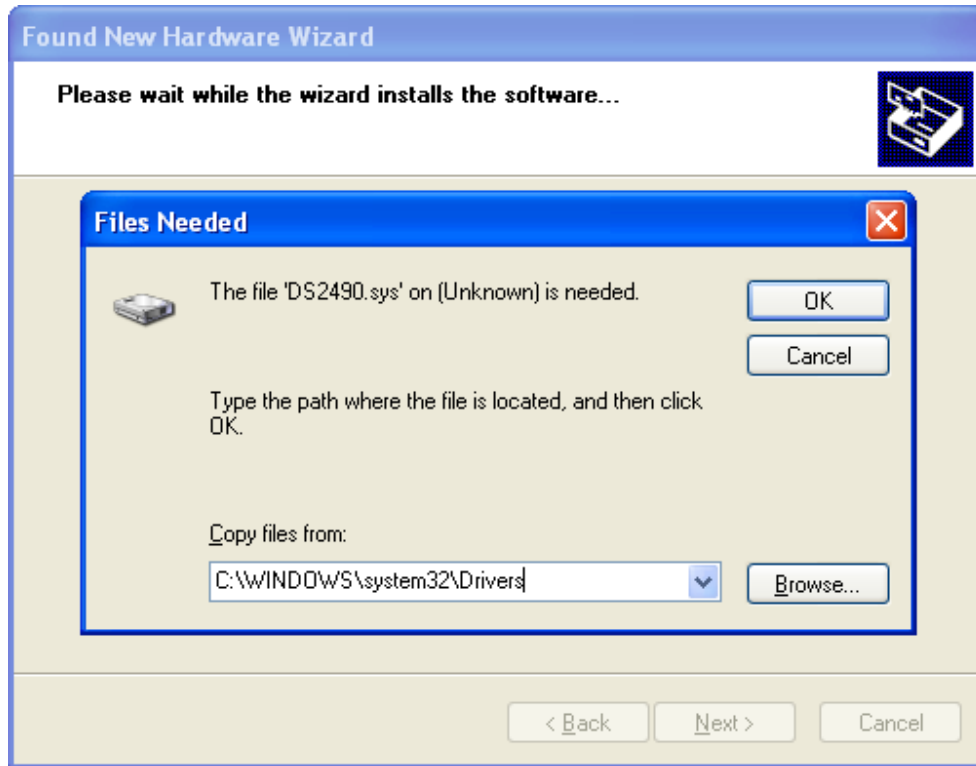 Found New Hardware Wizard
Please wait while the wizard installs the software...
Files Needed
The file 'DS2490.sys' on (Unknown) is needed.
OK
Cancel
Type the path where the file is located, and then click
OK.
Copy files from:
C:\WINDOWS\system32\Drivers
Browse...
< Back
Next >
Cancel